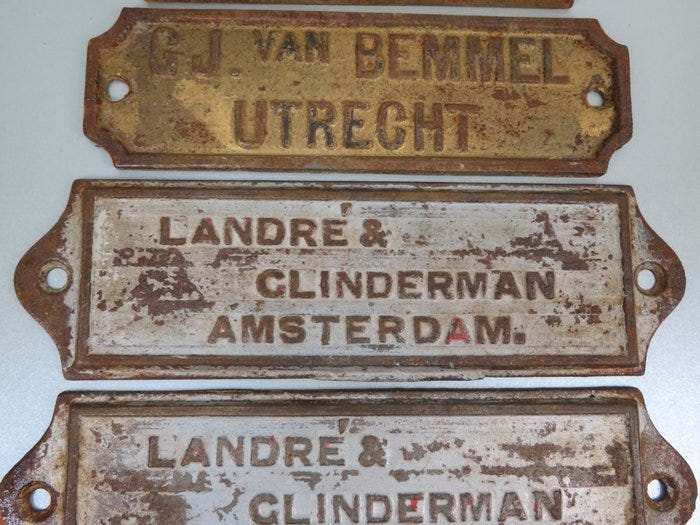 G.J. VAN BEMMEL
UTRECHT
LANDRÉ &
GLINDERMAN
AMSTERDAM.
LANDRÉ &
GLINDERMAN